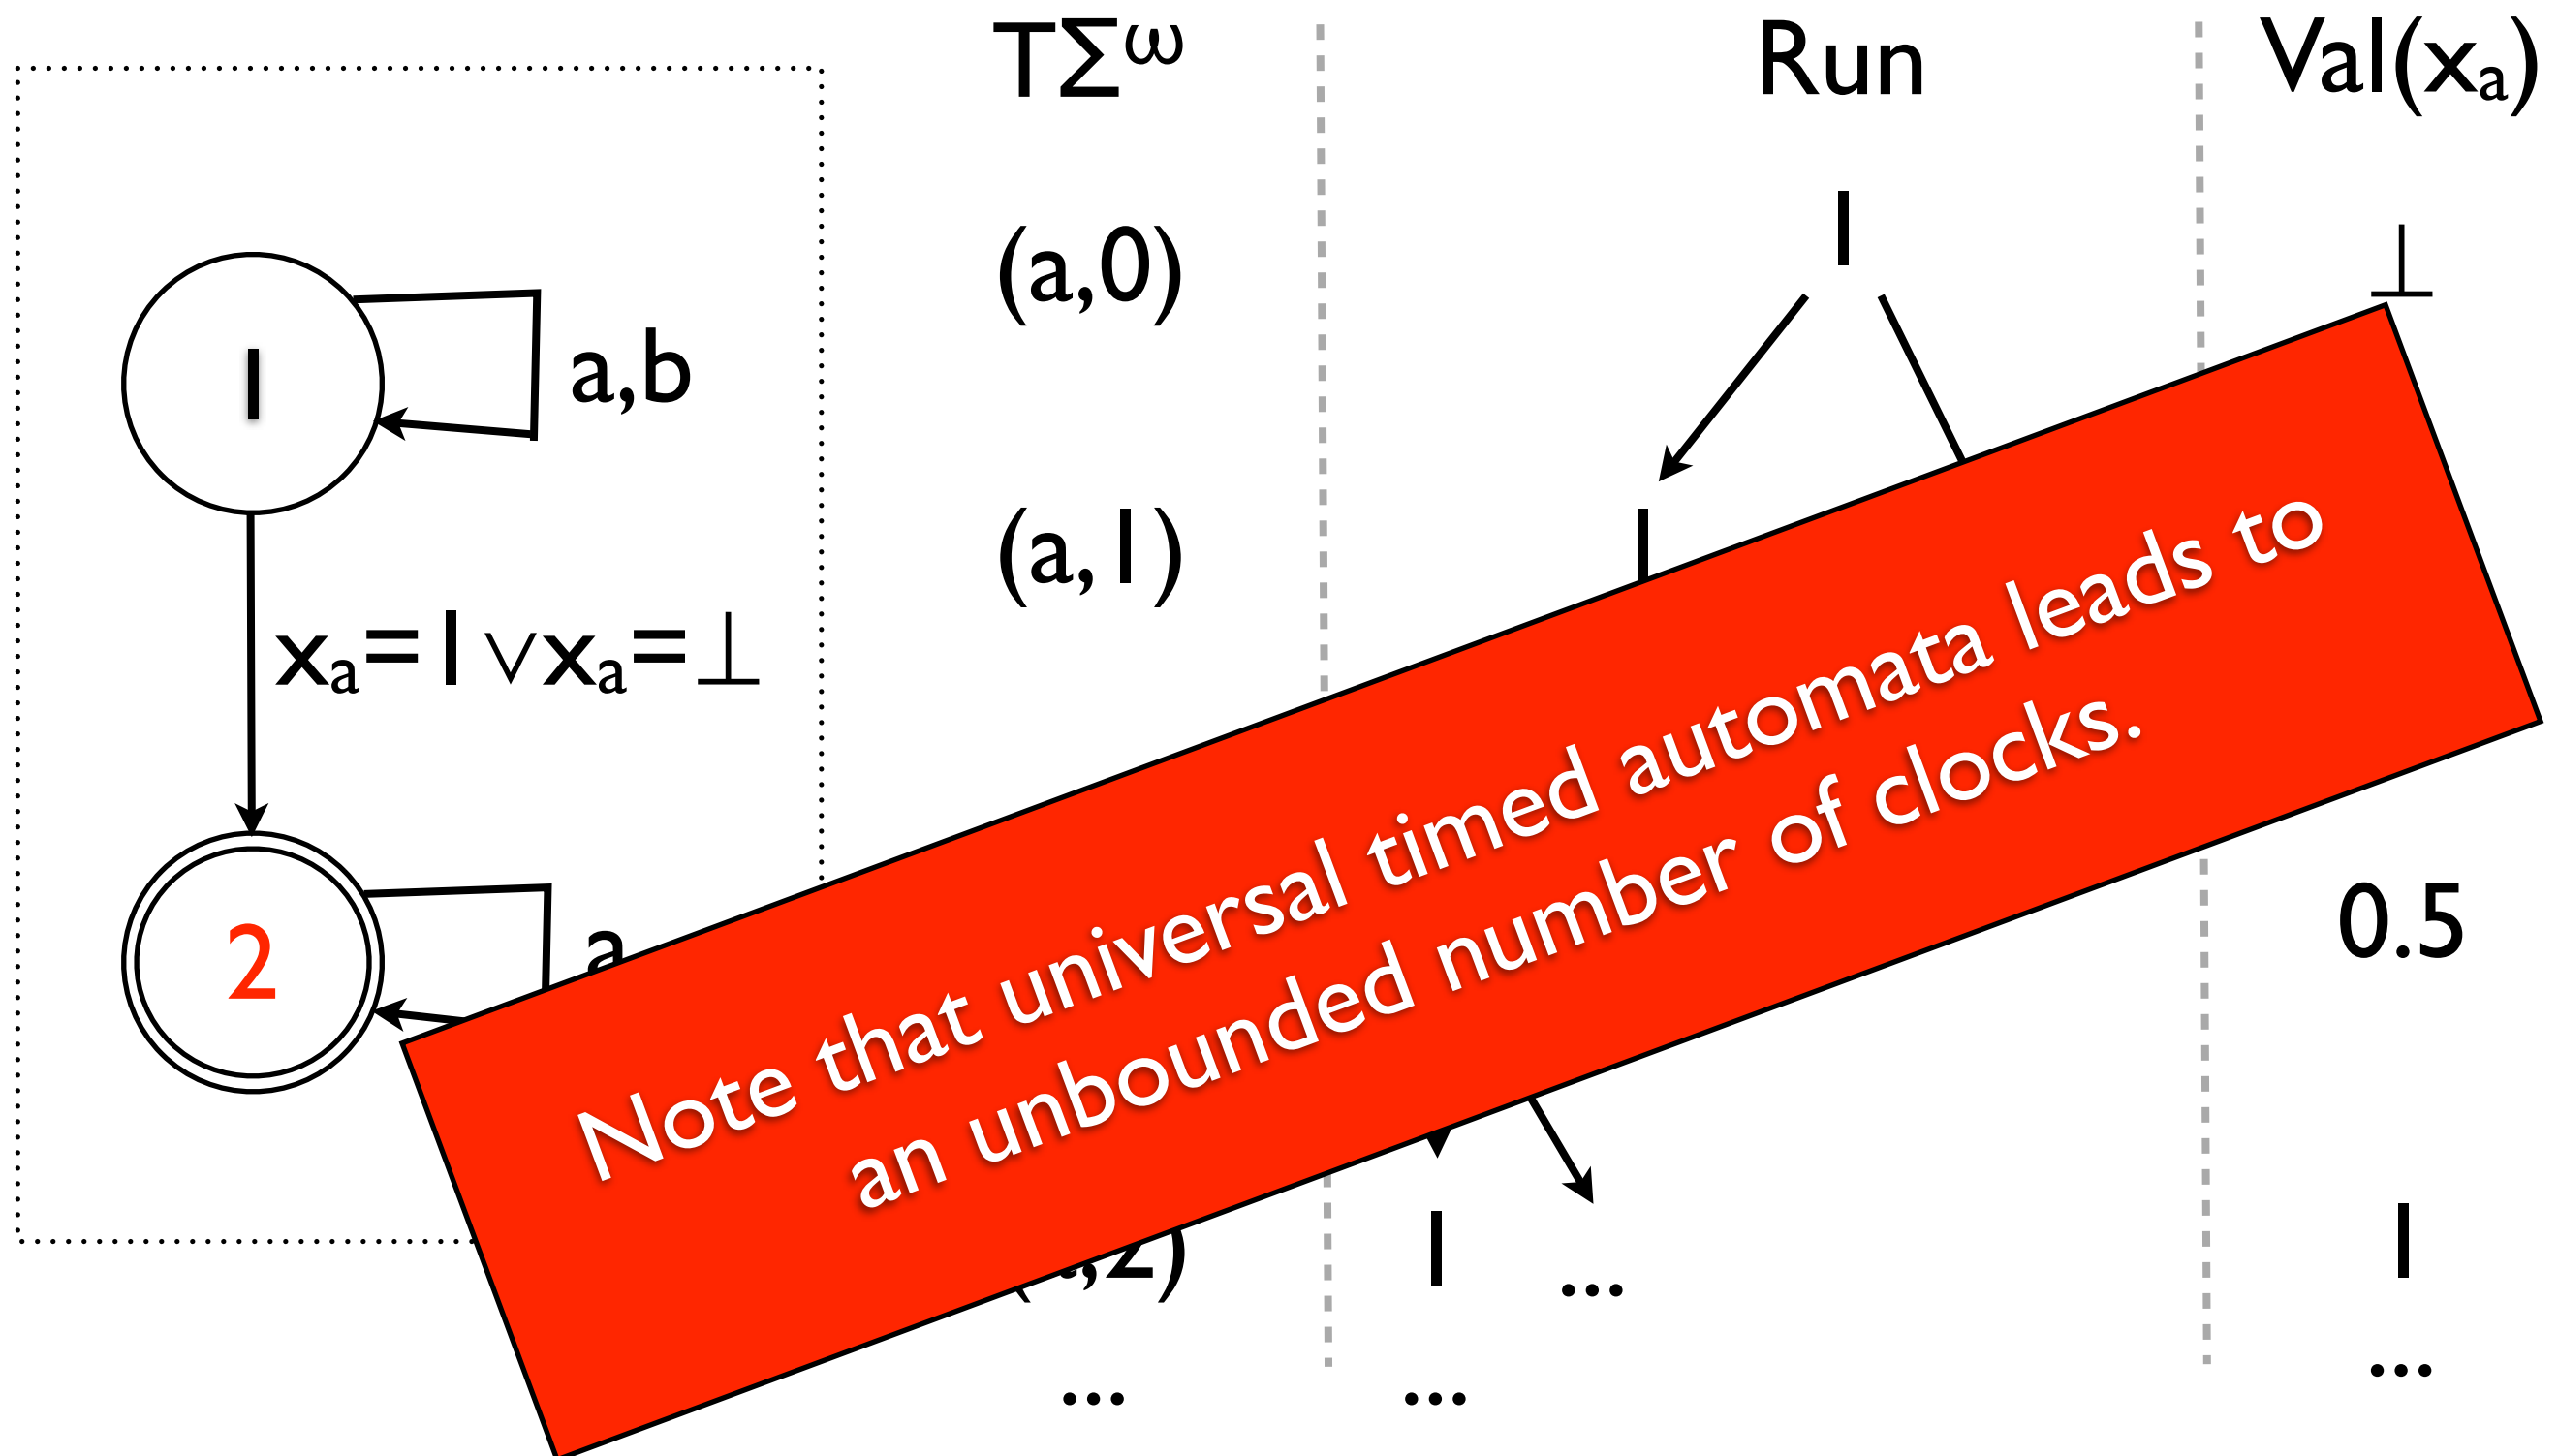 TΣω
Run
Val(xa)
1
⊥
(a,0)
1
a,b
(a,1)
1
xa=1∨xa=⊥
Note that universal timed automata leads to
an unbounded number of clocks.
0.5
2
a
1
...
1
...
...
...